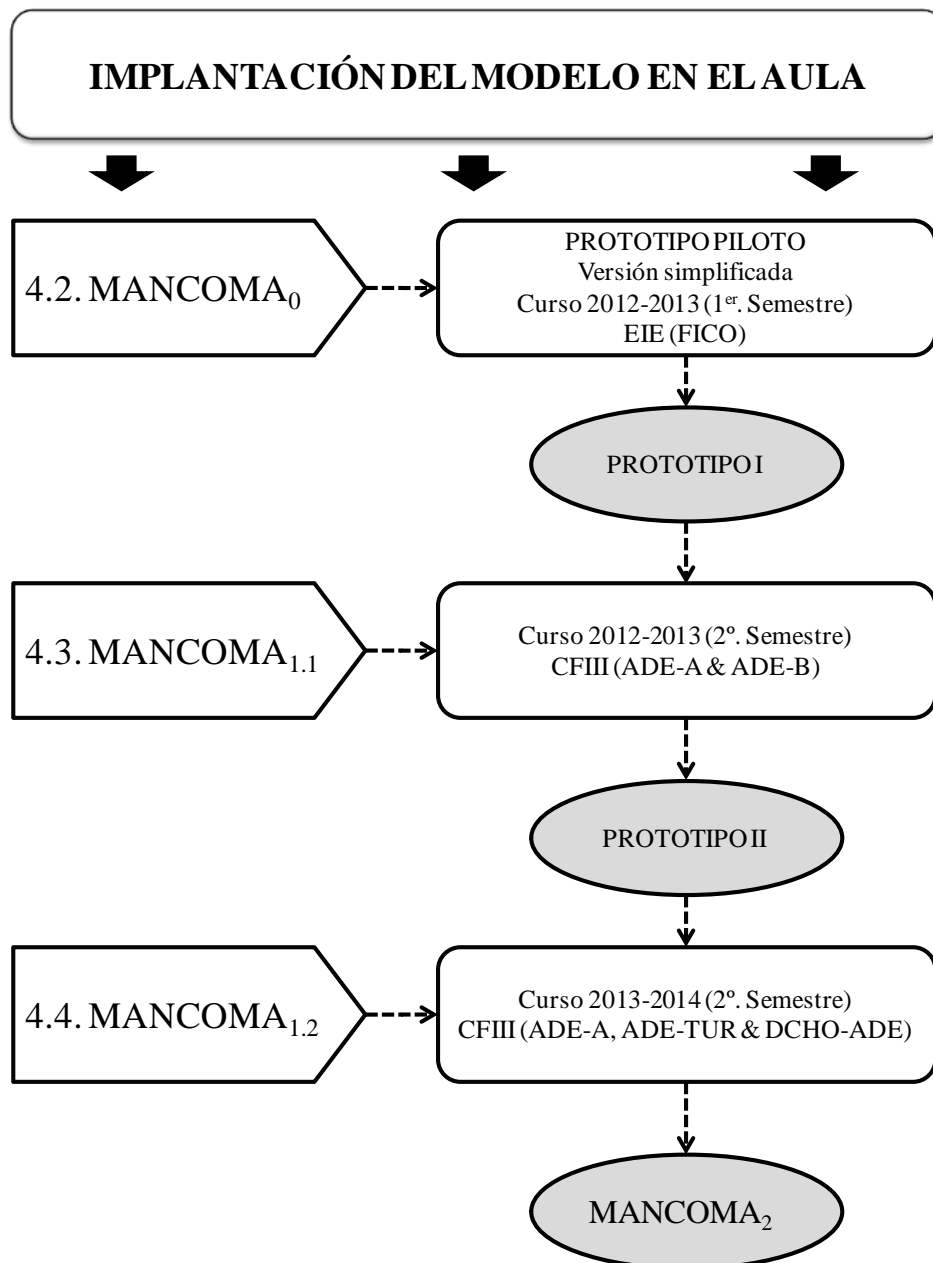 IMPLANTACIÓN DEL MODELO EN EL AULA
4.2. MANCOMA₀
PROTOTIPO PILOTO
Versión simplificada
Curso 2012-2013 (1ᵉʳ. Semestre)
EIE (FICO)
PROTOTIPO I
4.3. MANCOMA₁.₁
Curso 2012-2013 (2º. Semestre)
CFIII (ADE-A & ADE-B)
PROTOTIPO II
4.4. MANCOMA₁.₂
Curso 2013-2014 (2º. Semestre)
CFIII (ADE-A, ADE-TUR & DCHO-ADE)
MANCOMA₂